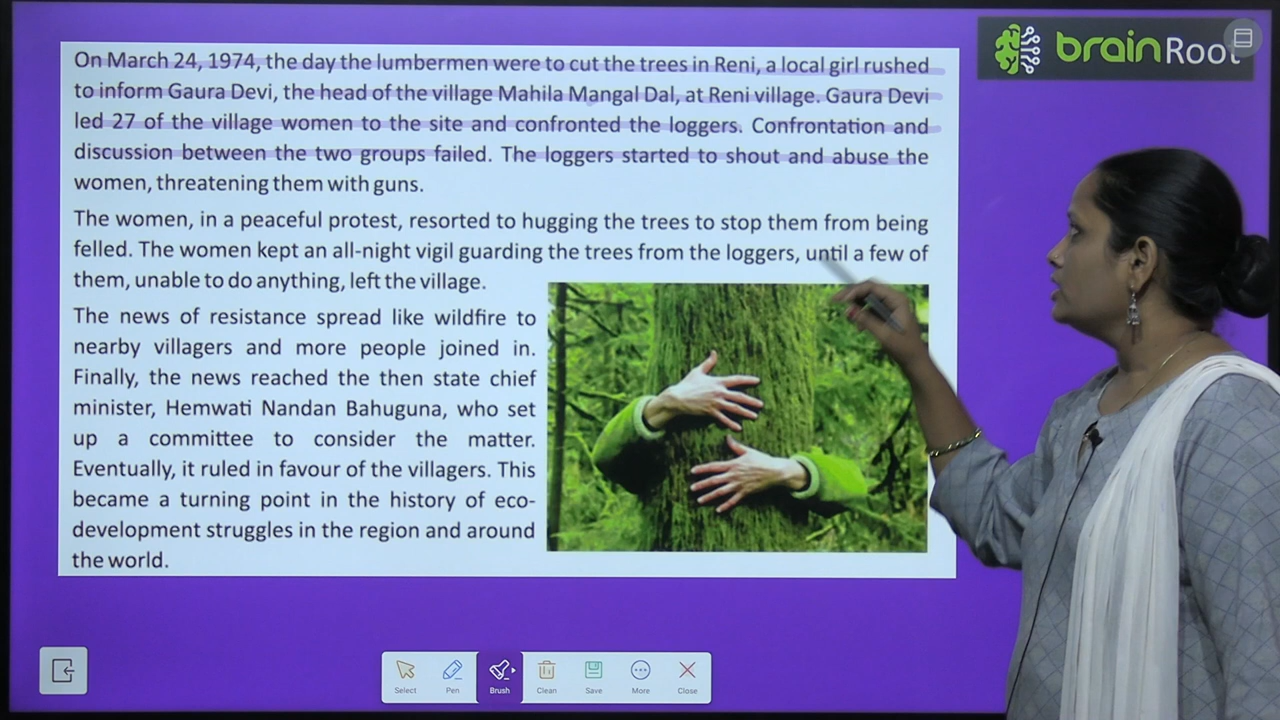 On March 24, 1974, the day the lumbermen were to cut the trees in Reni, a local girl rushed
to inform Gaura Devi, the head of the village Mahila Mangal Dal, at Reni village. Gaura Devi
led 27 of the village women to the site and confronted the loggers. Confrontation and
discussion between the two groups failed. The loggers started to shout and abuse the
women, threatening them with guns.
The women, in a peaceful protest, resorted to hugging the trees to stop them from being
felled. The women kept an all-night vigil guarding the trees from the loggers, until a few of
them, unable to do anything, left the village.
The news of resistance spread like wildfire to
nearby villagers and more people joined in.
Finally, the news reached the then state chief
minister, Hemwati Nandan Bahuguna, who set
up a committee to consider the matter.
Eventually, it ruled in favour of the villagers. This
became a turning point in the history of eco-
development struggles in the region and around
the world.
brainRoot
Select Pen Brush Clean Save More Close